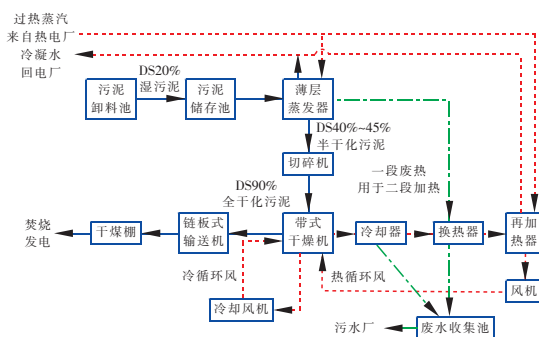 过热蒸汽
来自热电厂
冷凝水
回电厂
DS20%
湿污泥
污泥
卸料池
污泥
储存池
薄层
蒸发器
DS40%~45%
半干化污泥
切碎机
一段废热
用于二段加热
DS90%
全干化污泥
焚烧
发电
干煤棚
链板式
输送机
带式
干燥机
冷却器
换热器
再加
热器
冷循环风
热循环风
风机
冷却风机
污水厂
废水收集池